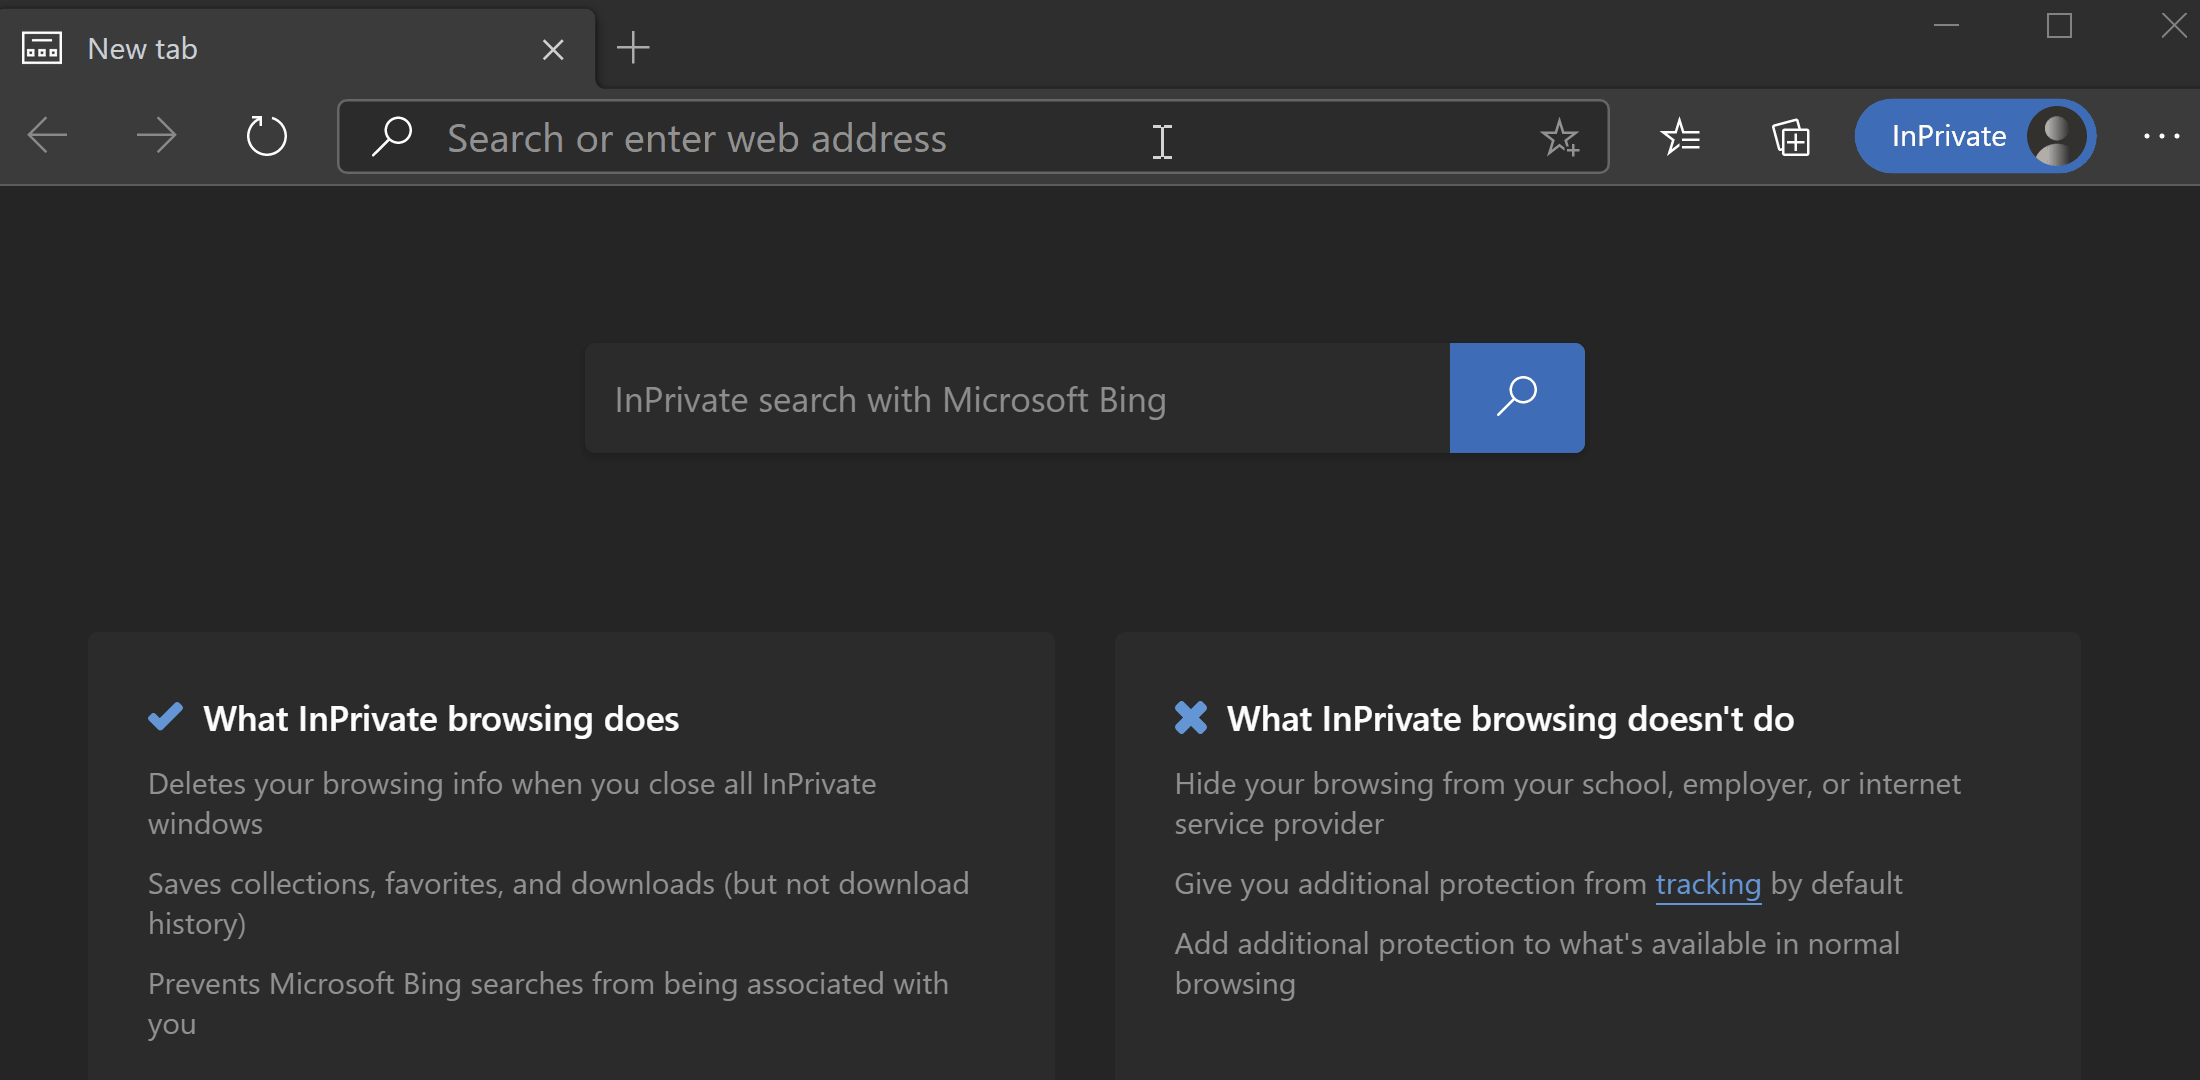 New tab
Search or enter web address
InPrivate
InPrivate search with Microsoft Bing
What InPrivate browsing does
Deletes your browsing info when you close all InPrivate
windows
Saves collections, favorites, and downloads (but not download
history)
Prevents Microsoft Bing searches from being associated with
you
What InPrivate browsing doesn't do
Hide your browsing from your school, employer, or internet
service provider
Give you additional protection from tracking by default
Add additional protection to what's available in normal
browsing